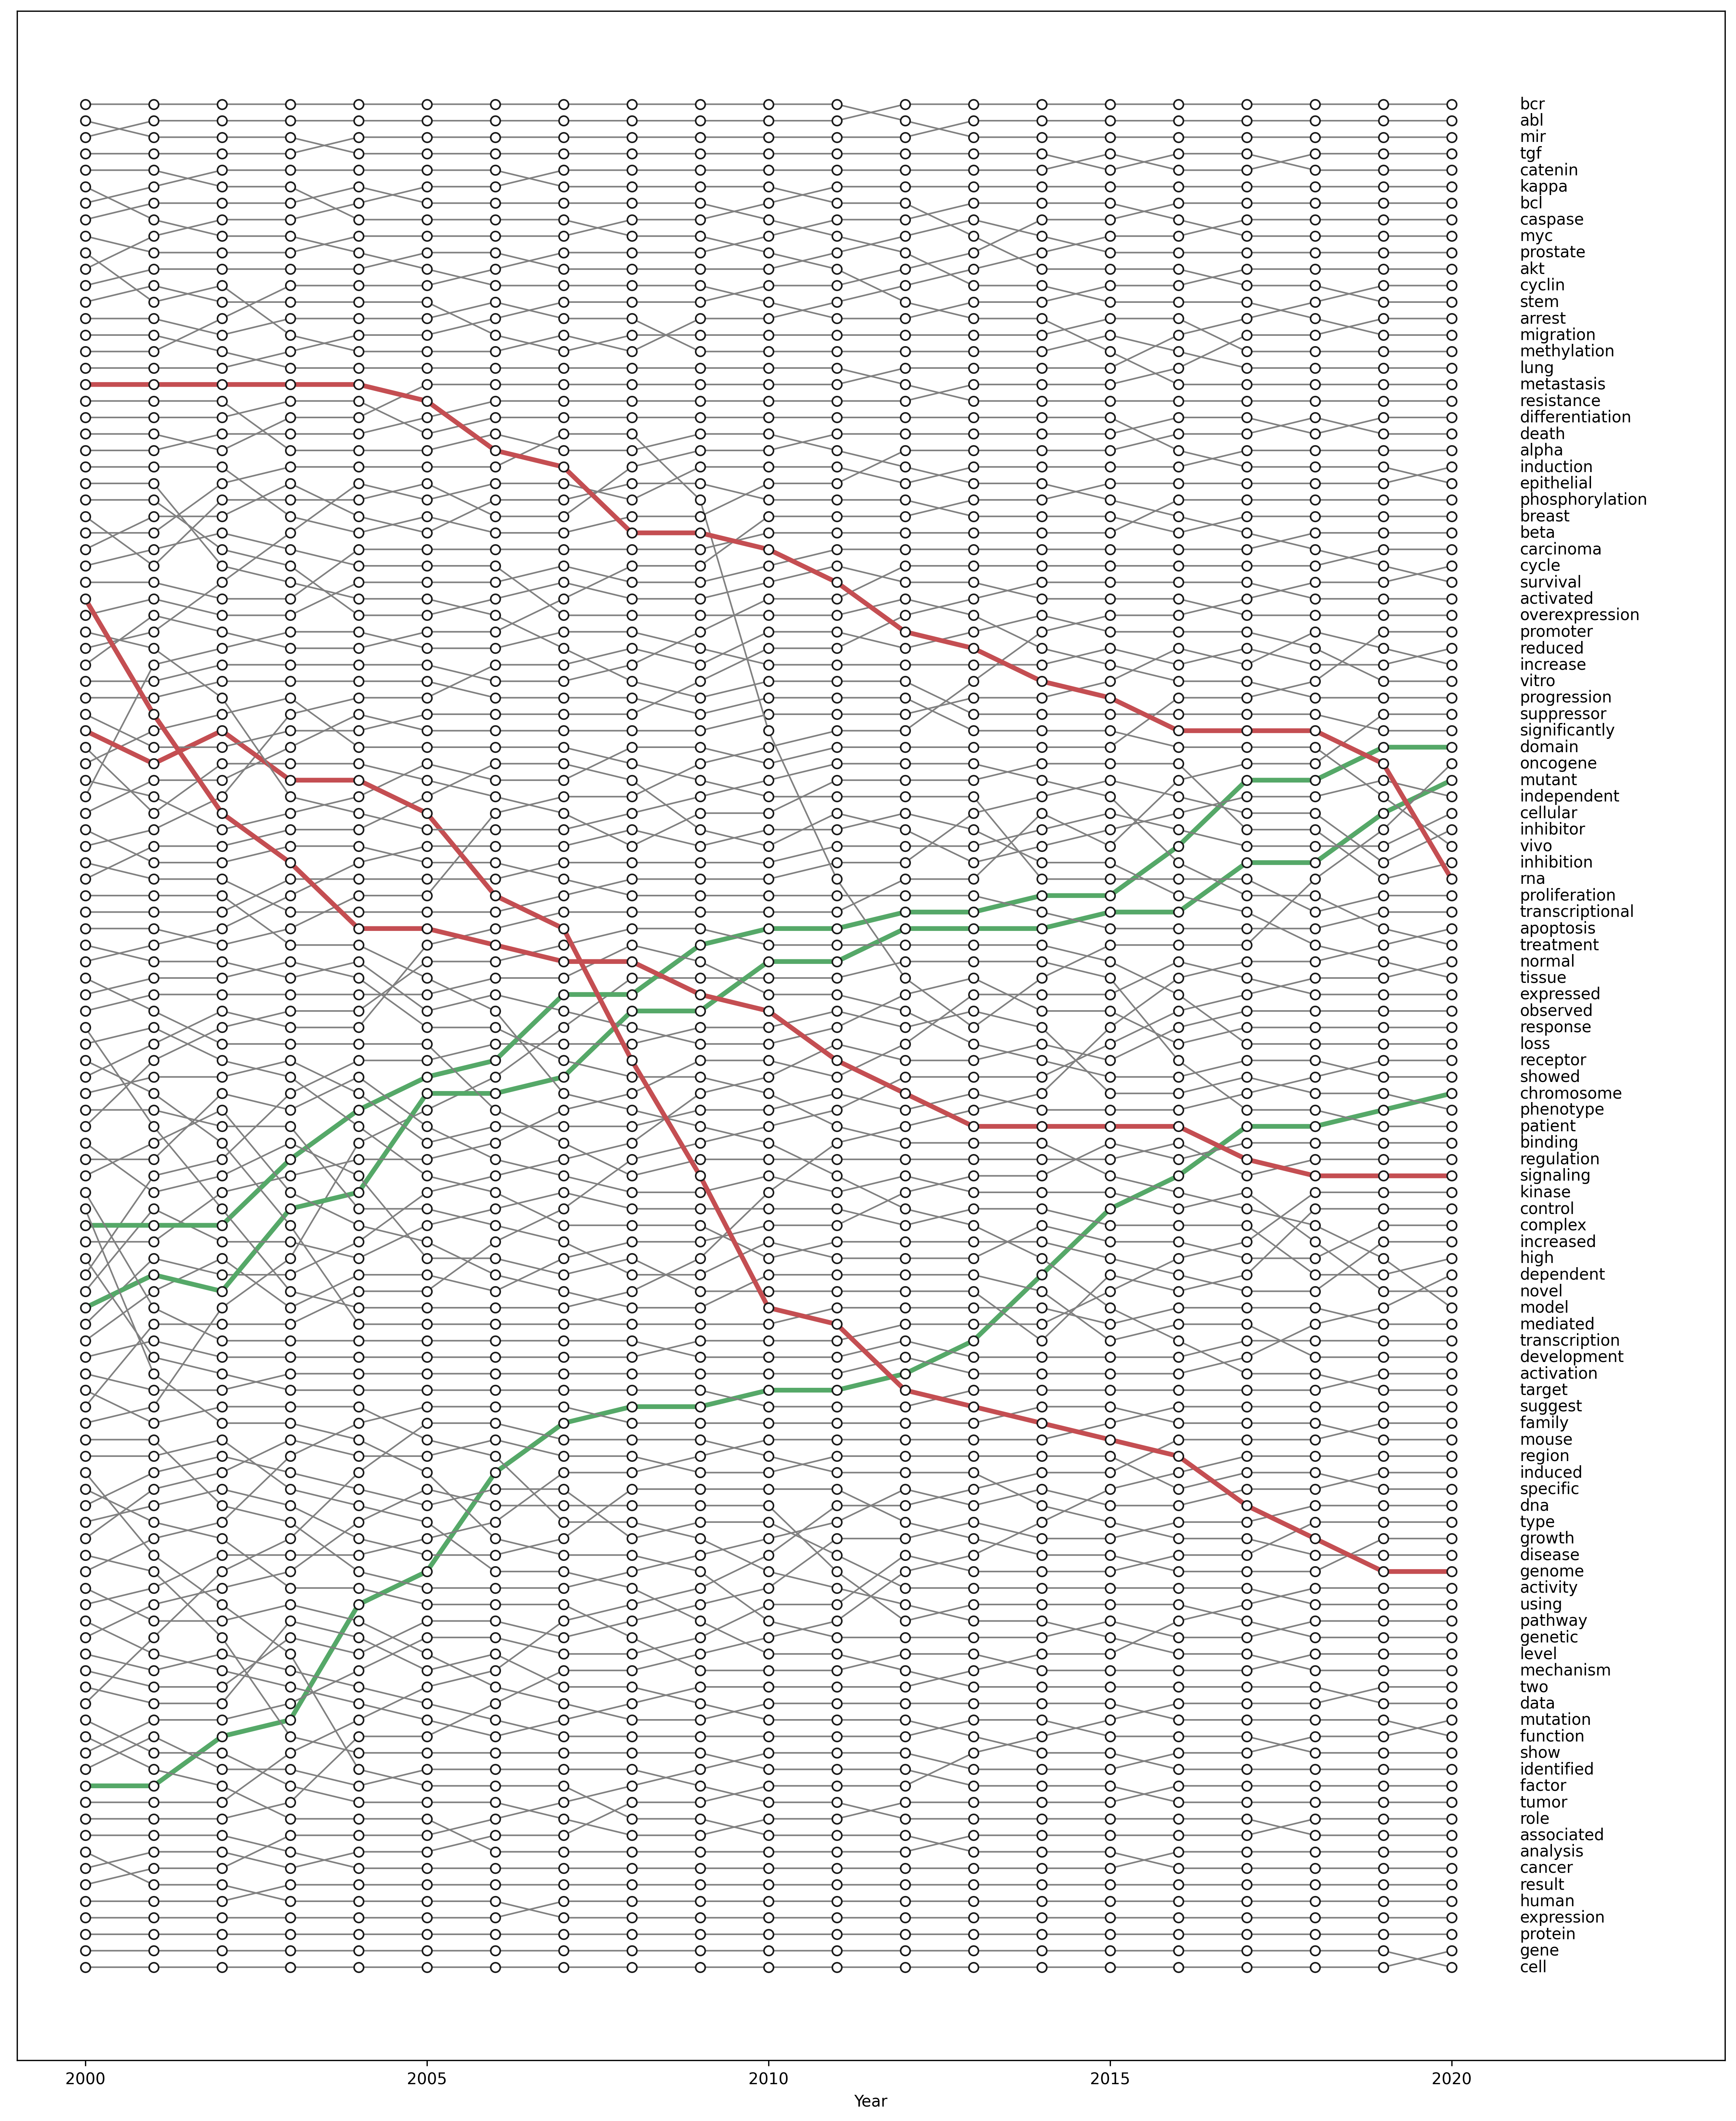 bcr
abl
mir
tgf
catenin
kappa
bcl
caspase
myc
prostate
akt
cyclin
stem
arrest
migration
methylation
lung
metastasis
resistance
differentiation
death
alpha
induction
epithelial
phosphorylation
breast
beta
carcinoma
cycle
survival
activated
overexpression
promoter
reduced
increase
vitro
progression
suppressor
significantly
domain
oncogene
mutant
independent
cellular
inhibitor
vivo
inhibition
rna
proliferation
transcriptional
apoptosis
treatment
normal
tissue
expressed
observed
response
loss
receptor
showed
chromosome
phenotype
patient
binding
regulation
signaling
kinase
control
complex
increased
high
dependent
novel
model
mediated
transcription
development
activation
target
suggest
family
mouse
region
induced
specific
dna
type
growth
disease
genome
activity
using
pathway
genetic
level
mechanism
two
data
mutation
function
show
identified
factor
tumor
role
associated
analysis
cancer
result
human
expression
protein
gene
cell
2000 2005 2010 2015 2020
Year